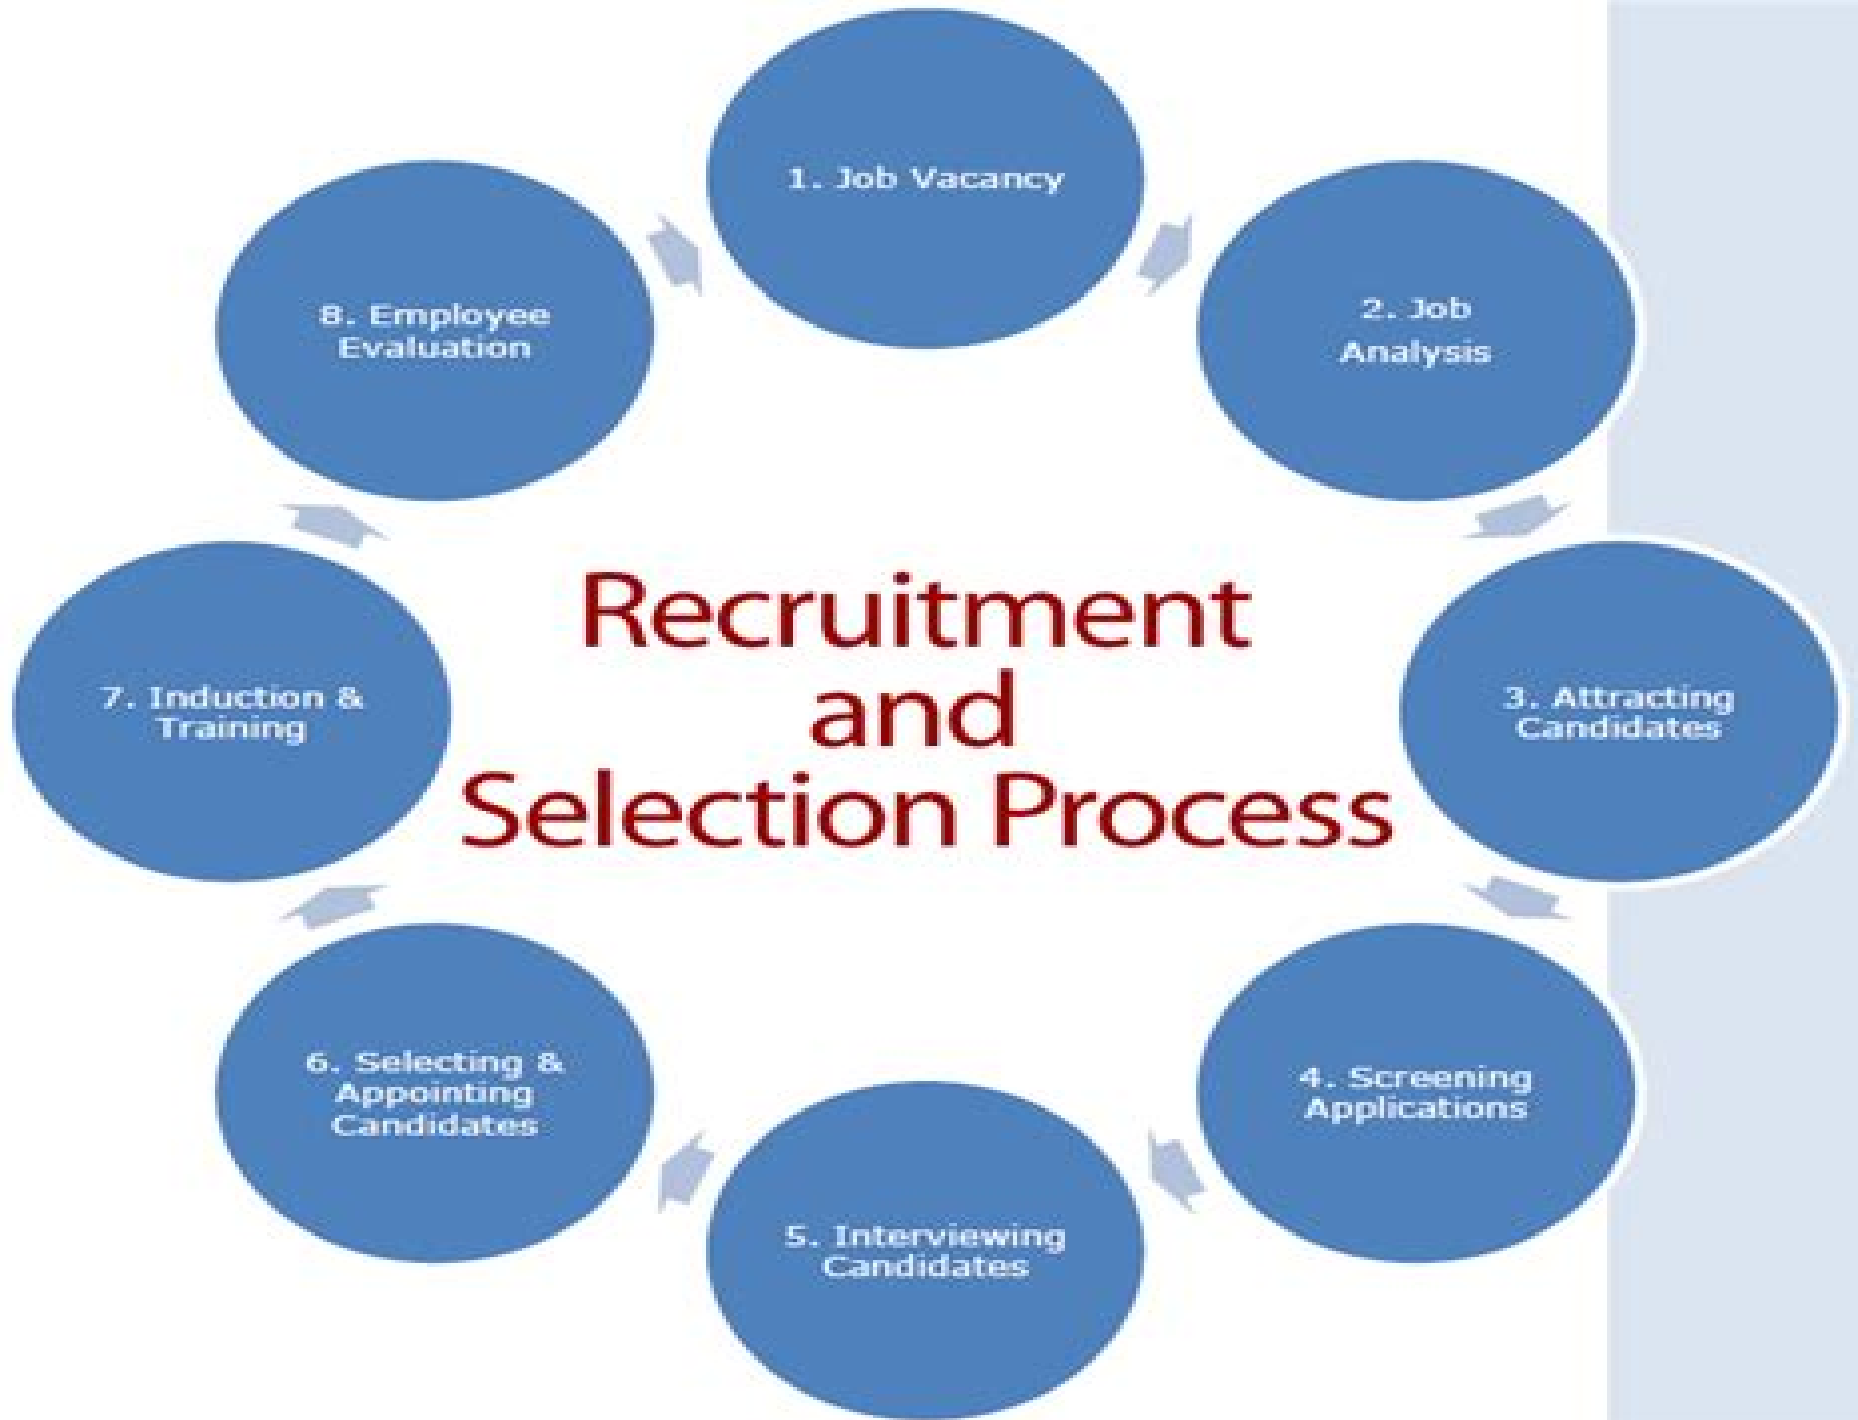 1. Job Vacancy
2. Job
Analysis
3. Attracting
Candidates
4. Screening
Applications
5. Interviewing
Candidates
6. Selecting &
Appointing
Candidates
7. Induction &
Training
8. Employee
Evaluation
Recruitment
and
Selection Process